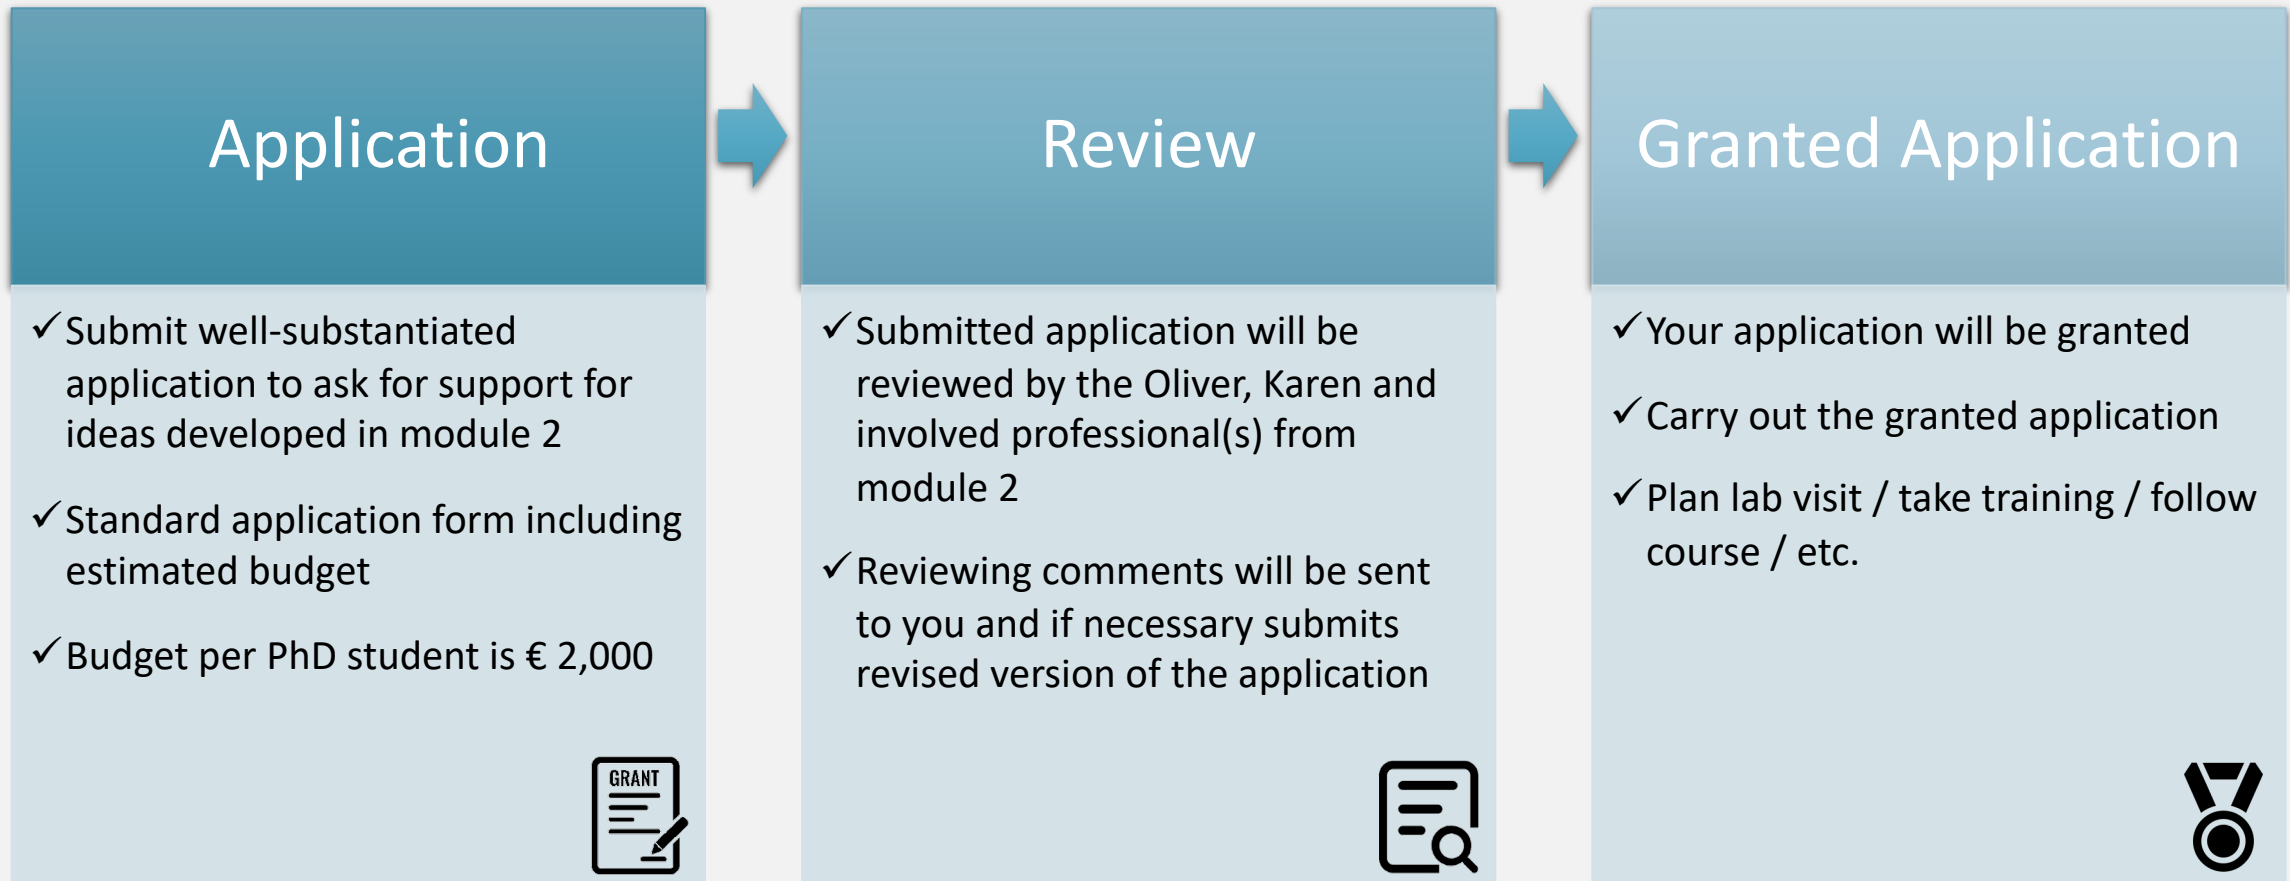 Application
✓Submit well-substantiated
application to ask for support for
ideas developed in module 2
✓Standard application form including
estimated budget
✓Budget per PhD student is € 2,000
GRANT
Review
✓Submitted application will be
reviewed by the Oliver, Karen and
involved professional(s) from
module 2
✓Reviewing comments will be sent
to you and if necessary submits
revised version of the application
Granted Application
✓Your application will be granted
✓Carry out the granted application
✓Plan lab visit / take training / follow
course / etc.